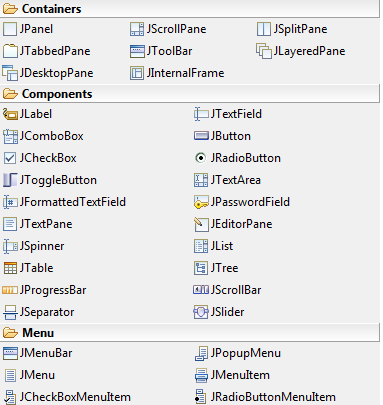 Containers
JPanel JScrollPane JSplitPane
JTabbedPane JToolBar JLayeredPane
JDesktopPane JInternalFrame
Components
JLabel JTextField
JComboBox JButton
JCheckBox JRadioButton
JToggleButton JTextArea
JFormattedTextField JPasswordField
JTextPane JEditorPane
JSpinner JList
JTable JTree
JProgressBar JScrollBar
JSeparator JSlider
Menu
JMenuBar JPopupMenu
JMenu JMenuItem
JCheckBoxMenuItem JRadioButtonMenuItem